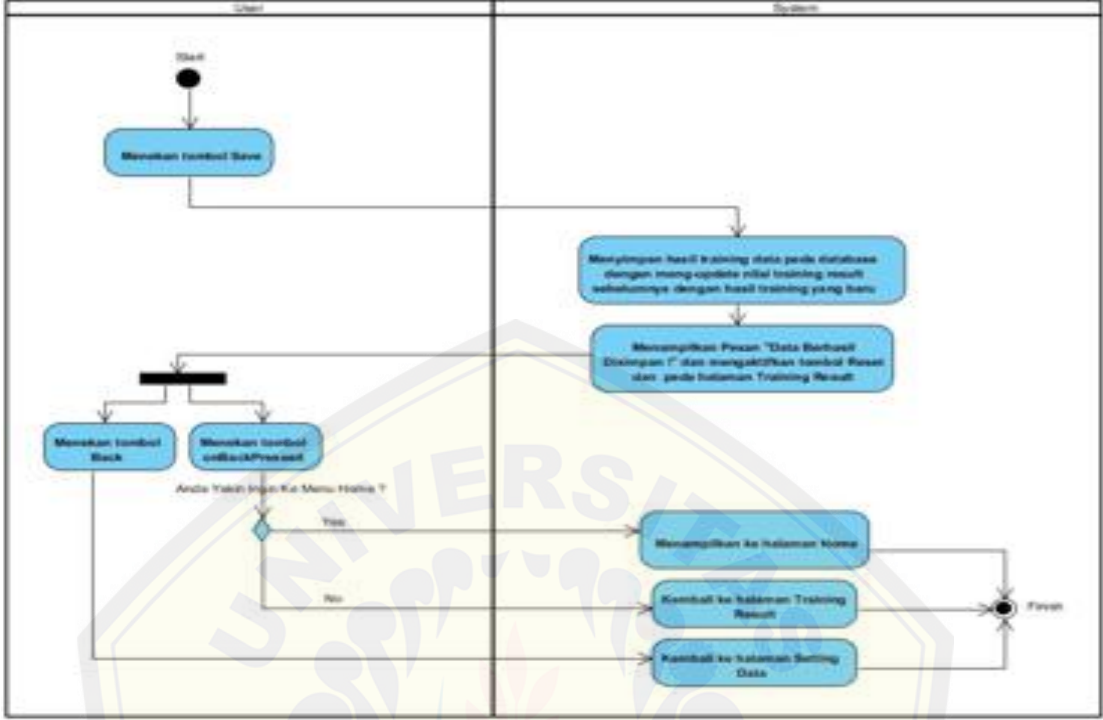 User
System
Start
Menekan tombol Save
Menyimpan hasil training data pada database
dengan meng-update nilai training result
sebelumnya dengan hasil training yang baru
Menampilkan Pesan "Data Berhasil
Disimpan !" dan mengaktifkan tombol Reset
dan pada halaman Training Result
Menekan tombol
Back
Menekan tombol
onBackPressed
Anda Yakin Ingin Ke Menu Home ?
Yes
Menampilkan ke halaman Home
No
Kembali ke halaman Training
Result
Finish
Kembali ke halaman Setting
Data
UNIVERSITAS